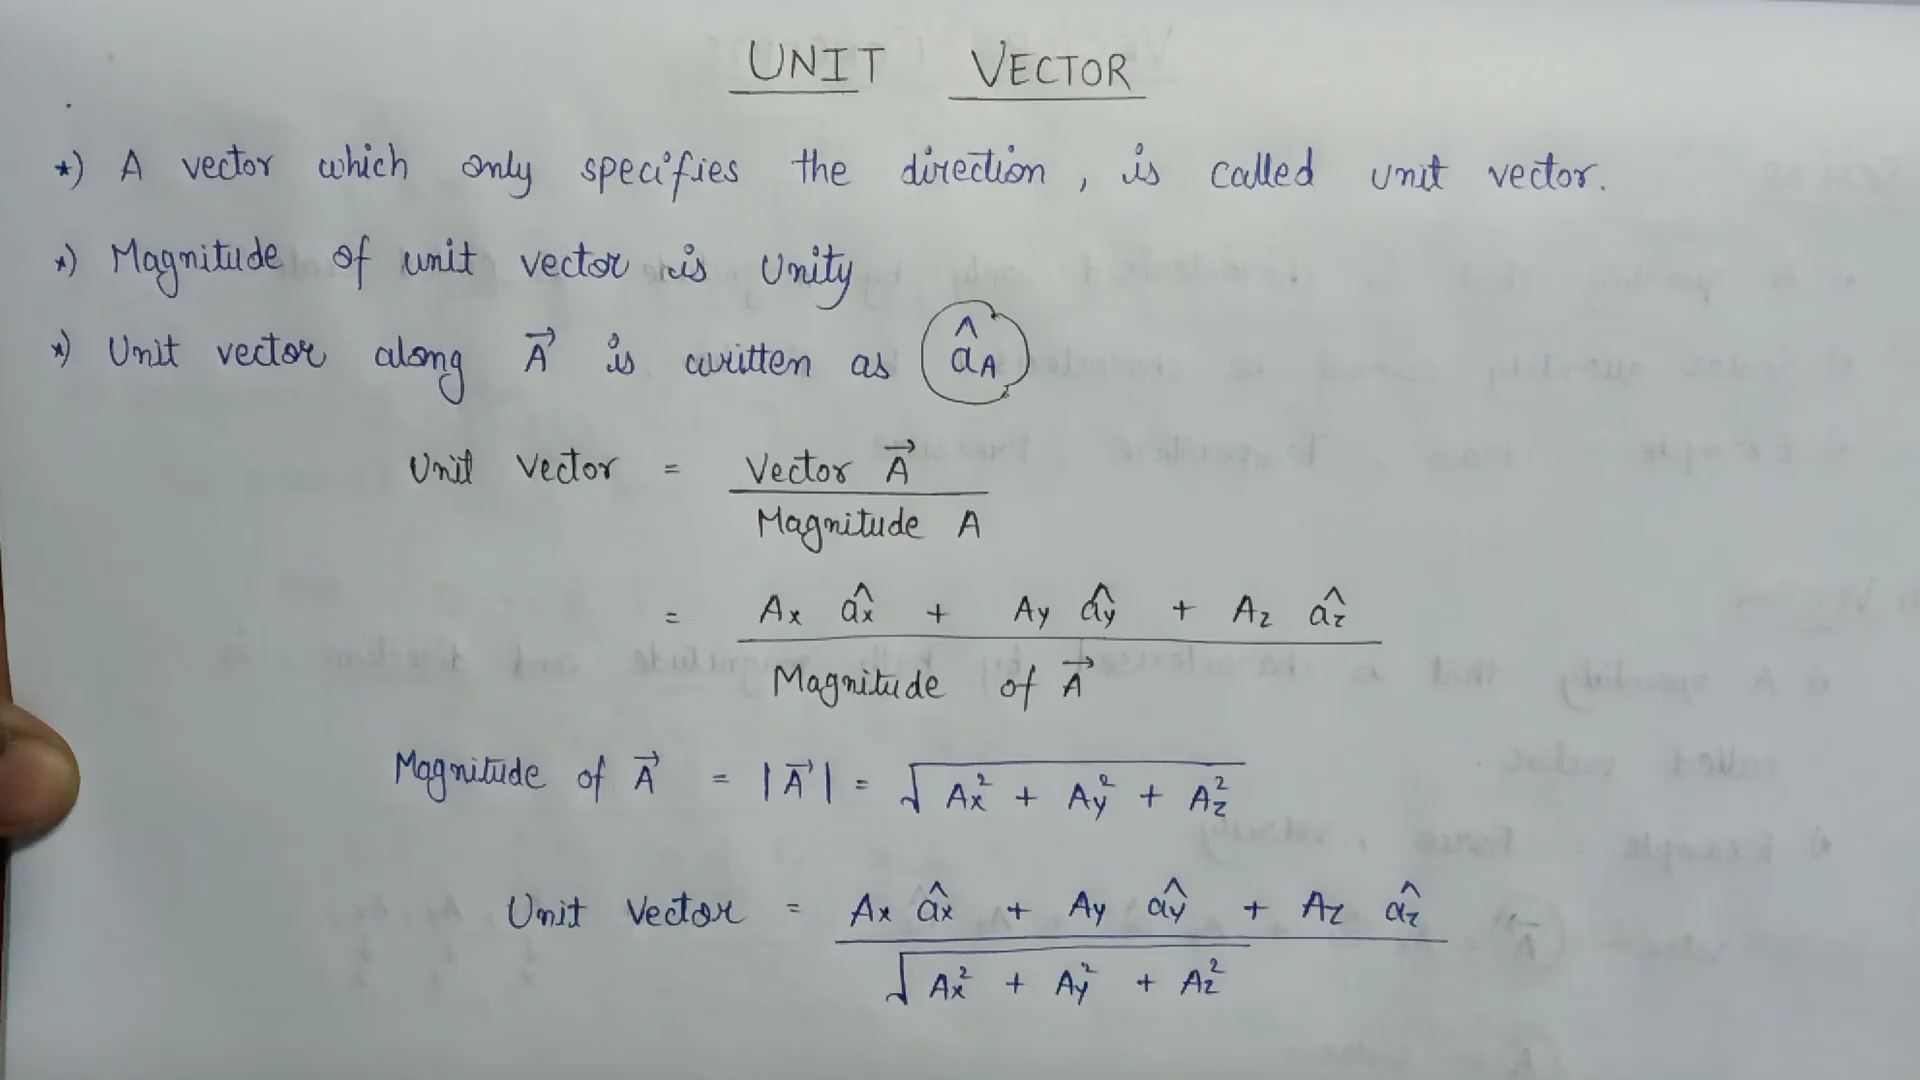 UNIT VECTOR
*) A vector which only specifies the direction, is called unit vector.
*) Magnitude of unit vector is Unity
*) Unit vector along A⃗ is written as âA
Unit Vector = Vector A⃗ / Magnitude A
= Ax âx + Ay ây + Az âz / Magnitude of A⃗
Magnitude of A⃗ = |A⃗| = √Ax² + Ay² + Az²
Unit Vector = Ax âx + Ay ây + Az âz / √Ax² + Ay² + Az²